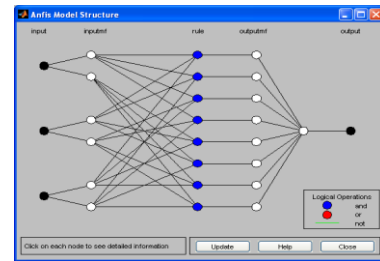 Anfis Model Structure
input inputmf rule outputmf output
Logical Operations
and
or
not
Click on each node to see detailed information
Update Help Close